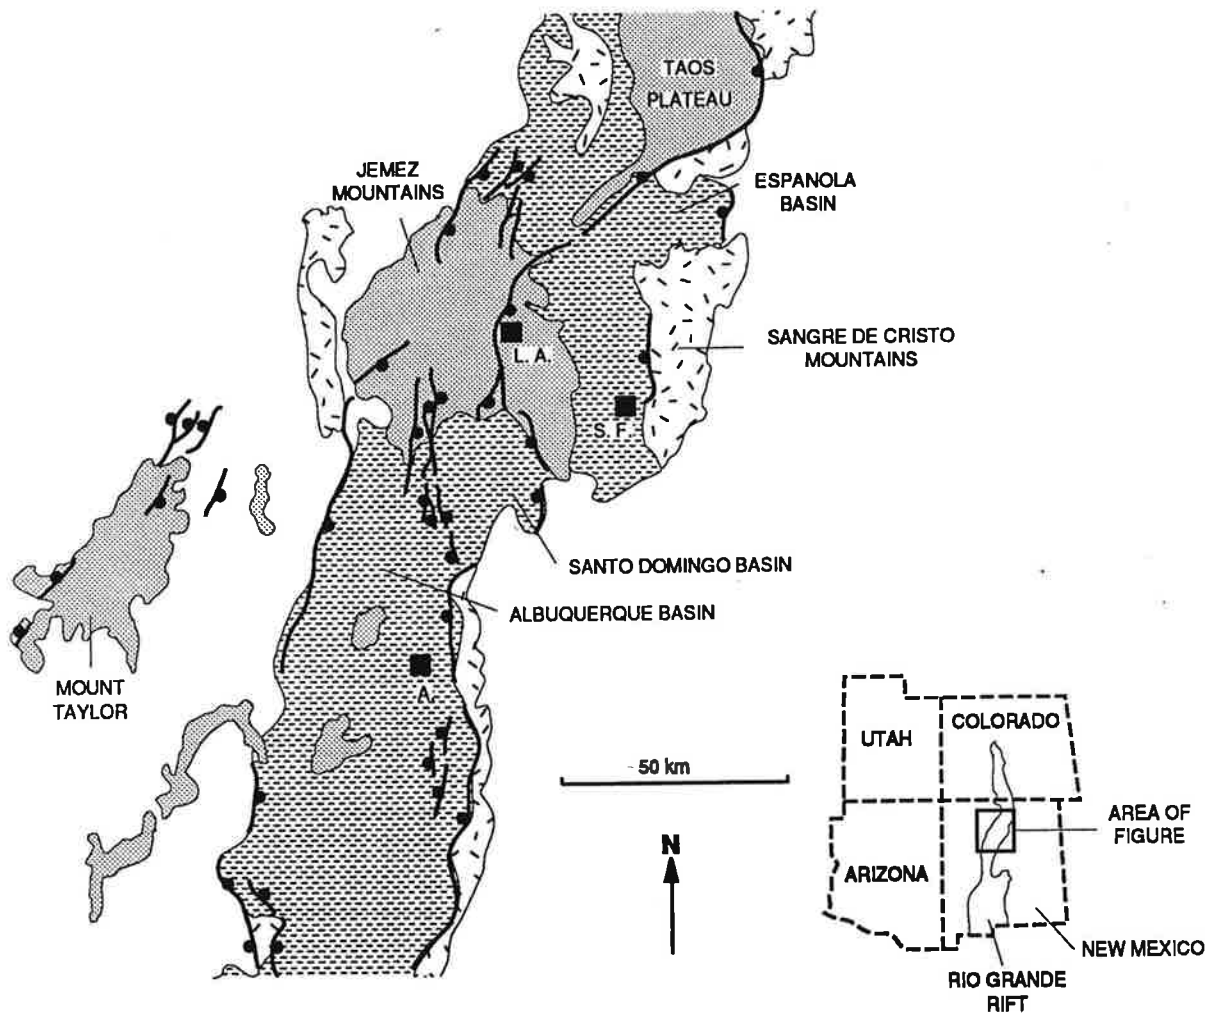 TAOS
PLATEAU
JEMEZ
MOUNTAINS
ESPANOLA
BASIN
SANGRE DE CRISTO
MOUNTAINS
L. A.
S. F.
SANTO DOMINGO BASIN
ALBUQUERQUE BASIN
MOUNT
TAYLOR
A.
50 km
N
UTAH
COLORADO
ARIZONA
AREA OF
FIGURE
NEW MEXICO
RIO GRANDE
RIFT